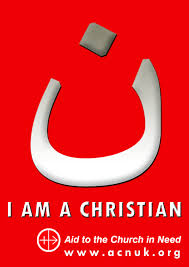 ن
I AM A CHRISTIAN
Aid to the Church in Need
www.acnuk.org